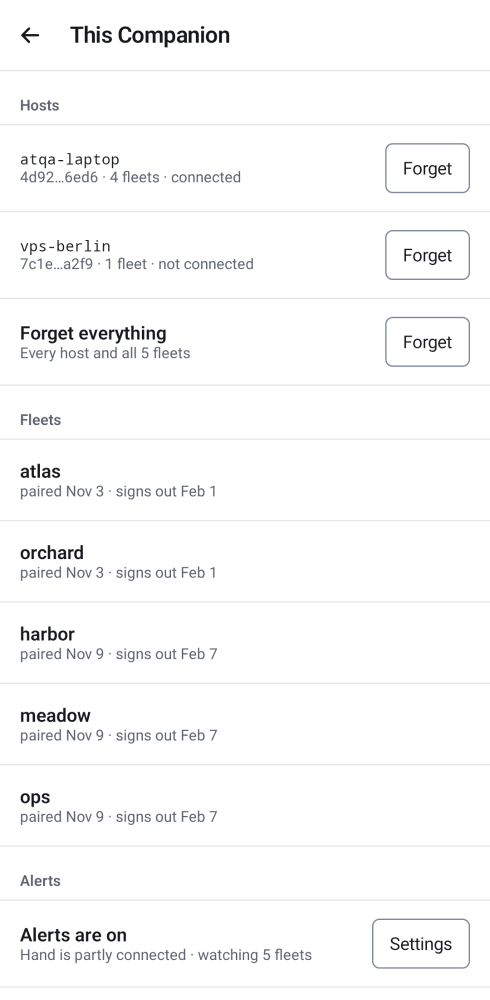 This Companion
Hosts
atqa-laptop
4d92…6ed6 · 4 fleets · connected
Forget
vps-berlin
7c1e…a2f9 · 1 fleet · not connected
Forget
Forget everything
Every host and all 5 fleets
Forget
Fleets
atlas
paired Nov 3 · signs out Feb 1
orchard
paired Nov 3 · signs out Feb 1
harbor
paired Nov 9 · signs out Feb 7
meadow
paired Nov 9 · signs out Feb 7
ops
paired Nov 9 · signs out Feb 7
Alerts
Alerts are on
Hand is partly connected · watching 5 fleets
Settings